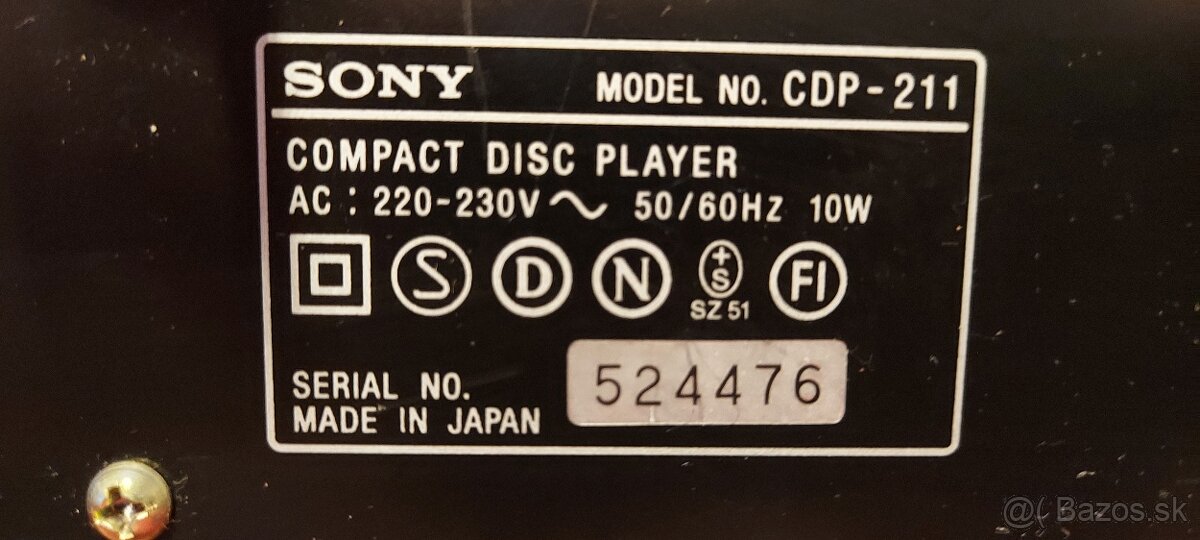 SONY MODEL NO. CDP-211
COMPACT DISC PLAYER
AC : 220-230V ~ 50/60Hz 10W
S D N +S FI
SZ 51
SERIAL NO. 524476
MADE IN JAPAN
@( Bazos.sk